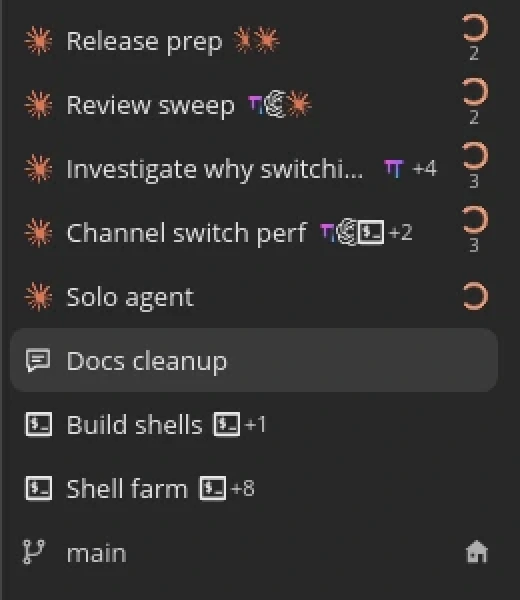 Release prep 2
Review sweep 2
Investigate why switchi... +4 3
Channel switch perf $_ +2 3
Solo agent
Docs cleanup
$_ Build shells $_ +1
$_ Shell farm $_ +8
main